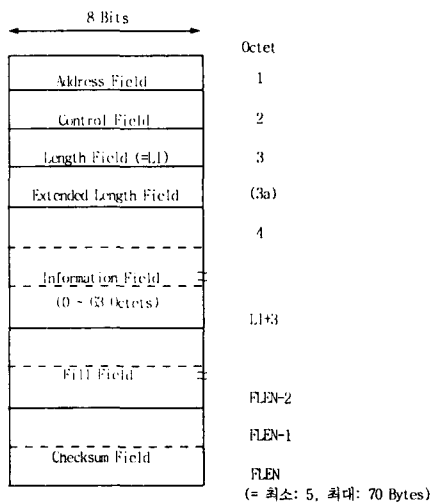 8 Bits
Octet
Address Field 1
Control Field 2
Length Field (=L1) 3
Extended Length Field (3a)
4
Information Field
(0 ~ 63 Octets)
L1+3
Fill Field
FLEN-2
FLEN-1
Checksum Field
FLEN
(= 최소: 5, 최대: 70 Bytes)